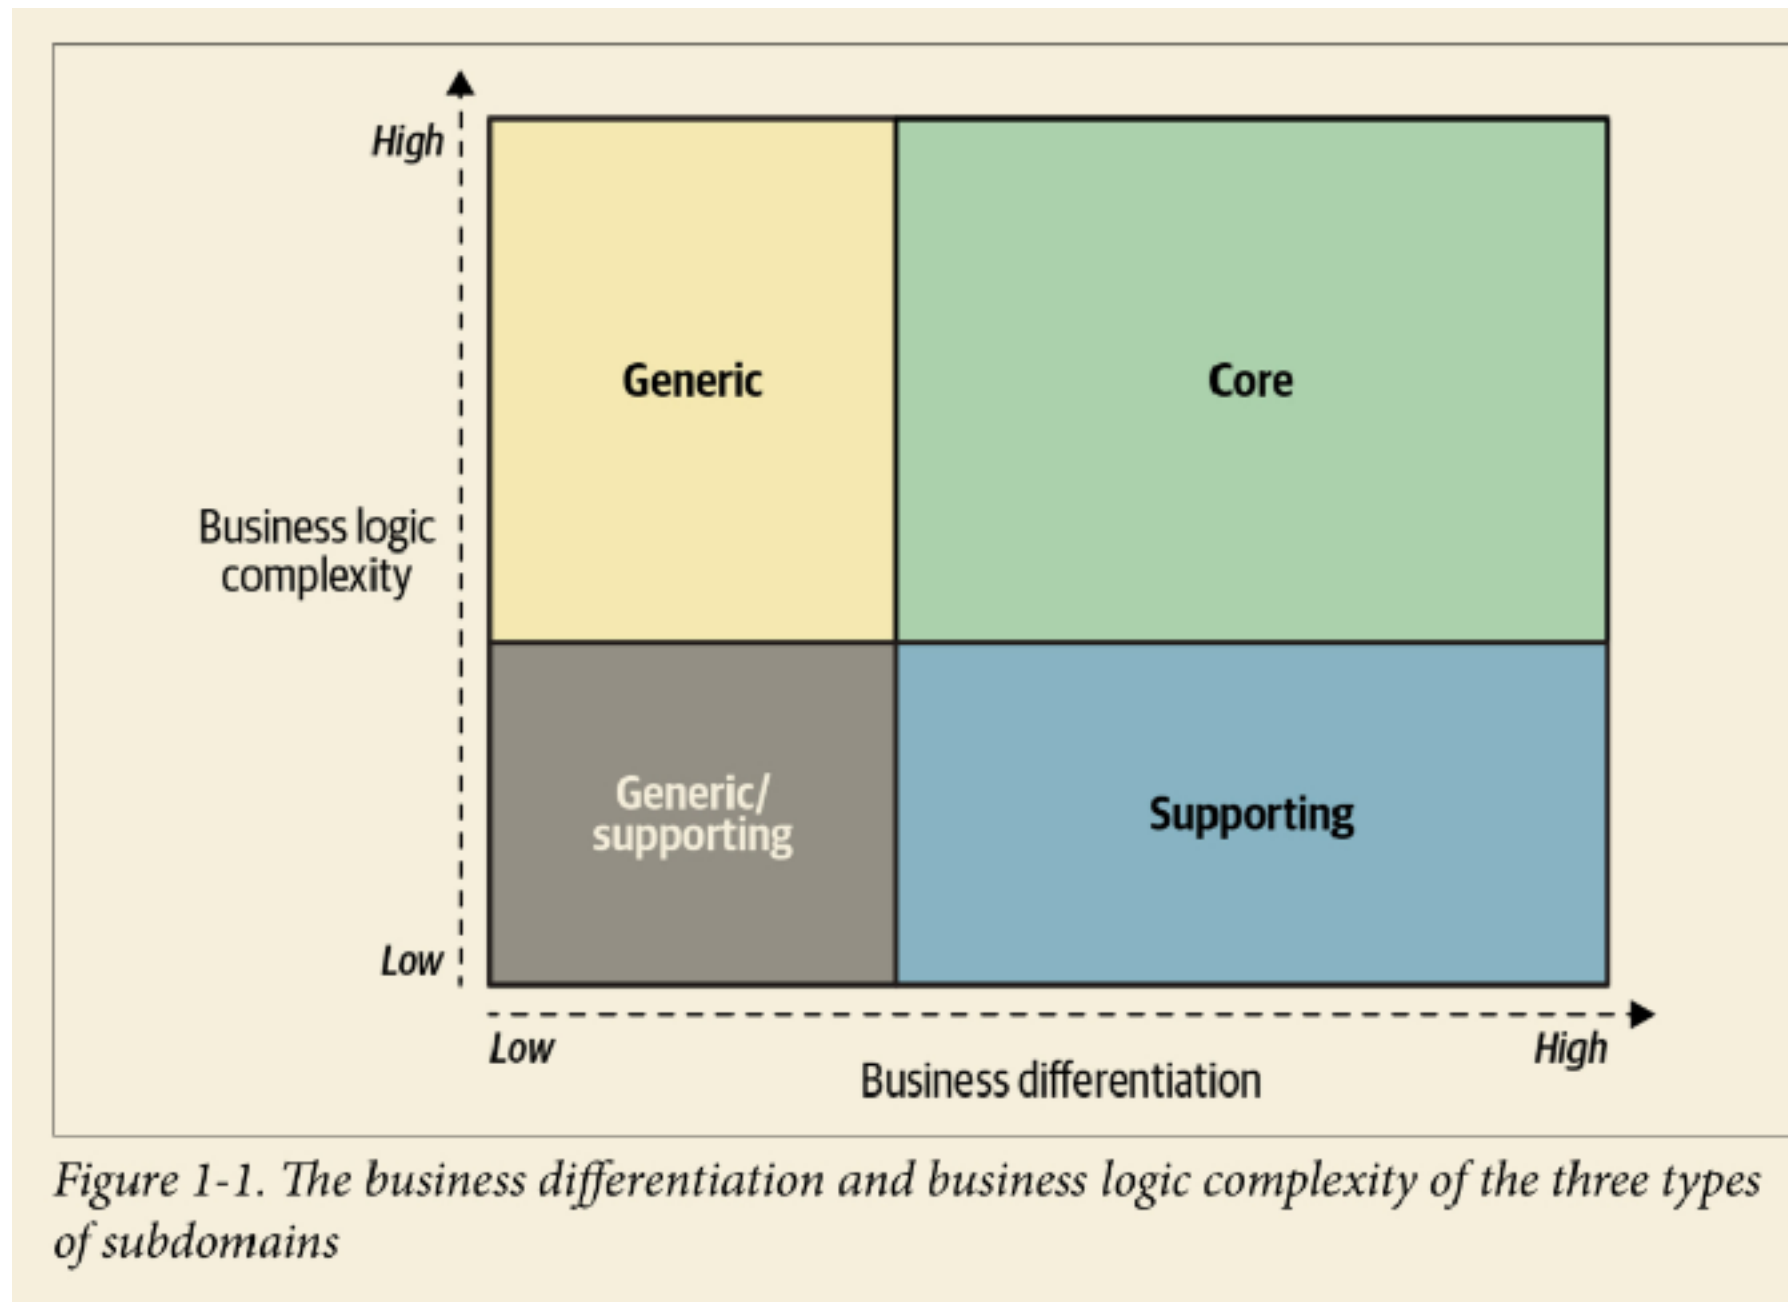 High
Generic
Core
Business logic
complexity
Generic/
supporting
Supporting
Low
Low
High
Business differentiation
Figure 1-1. The business differentiation and business logic complexity of the three types
of subdomains